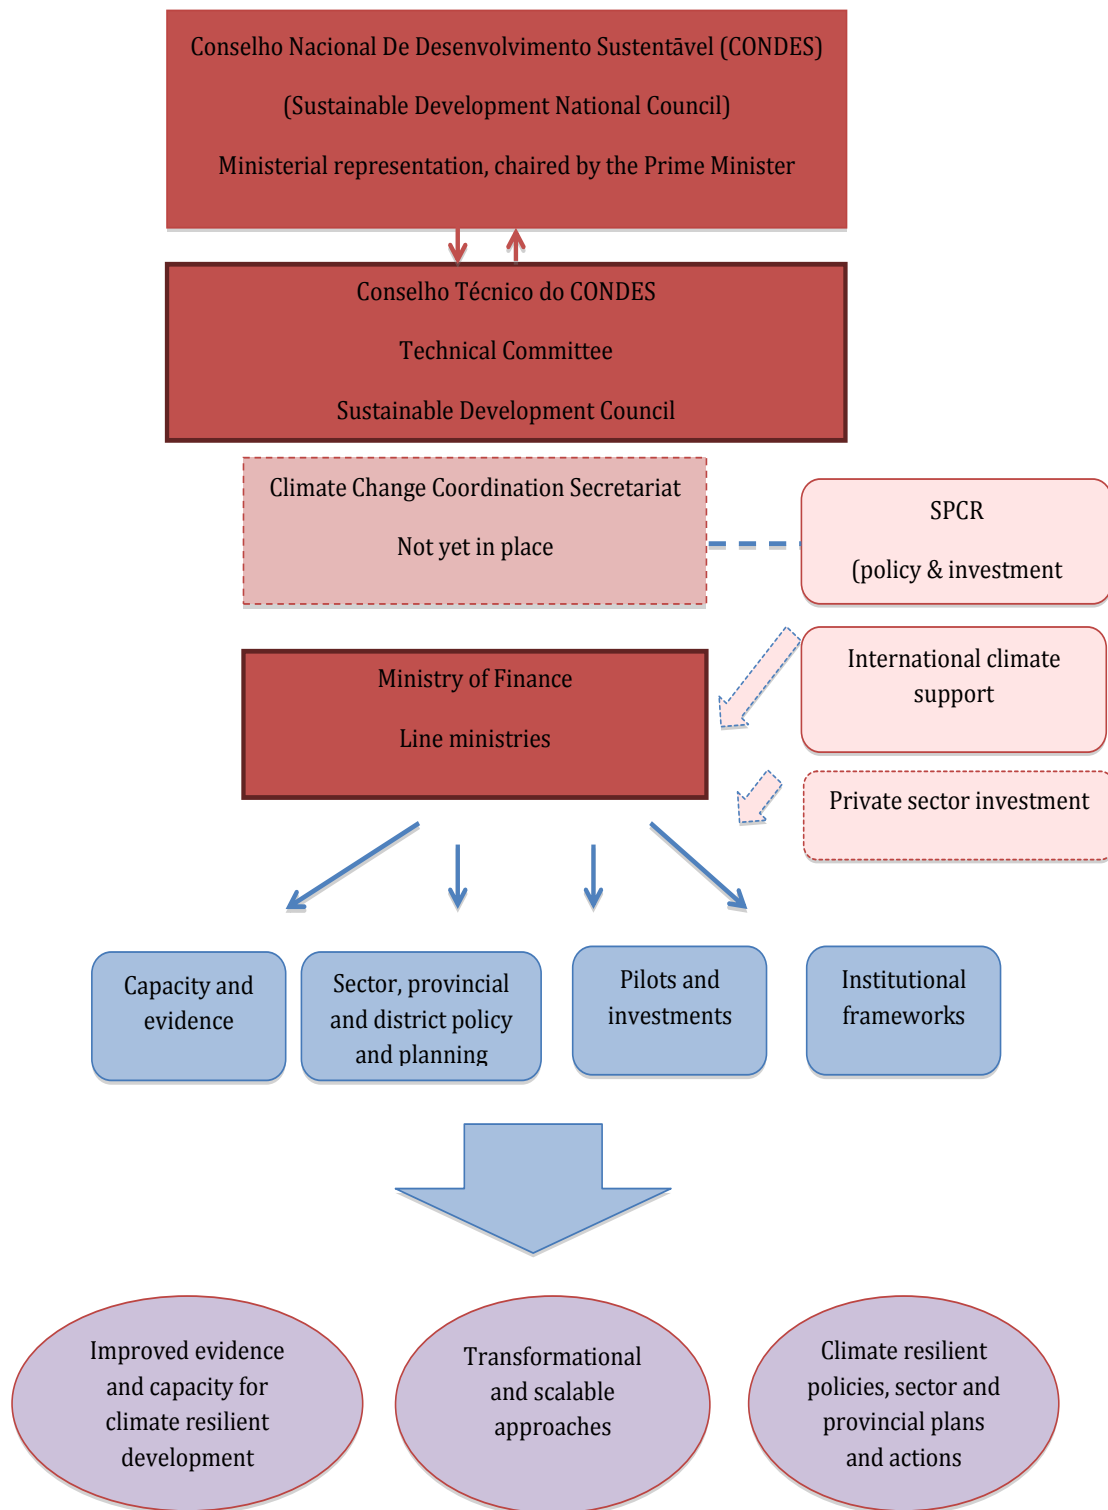 Conselho Nacional De Desenvolvimento Sustentāvel (CONDES)
(Sustainable Development National Council)
Ministerial representation, chaired by the Prime Minister
Conselho Técnico do CONDES
Technical Committee
Sustainable Development Council
Climate Change Coordination Secretariat
Not yet in place
SPCR
(policy & investment
Ministry of Finance
Line ministries
International climate
support
Private sector investment
Capacity and
evidence
Sector, provincial
and district policy
and planning
Pilots and
investments
Institutional
frameworks
Improved evidence
and capacity for
climate resilient
development
Transformational
and scalable
approaches
Climate resilient
policies, sector and
provincial plans
and actions